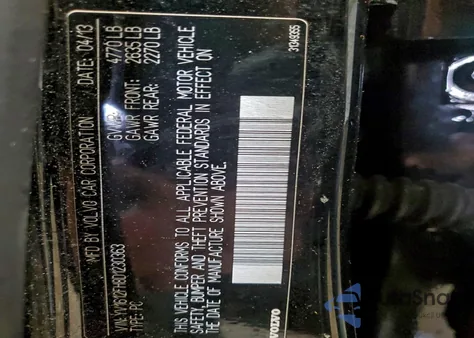 MFD BY: VOLVO CAR CORPORATION DATE: 04/13
GVWR: 4770 LB
GAWR FRONT: 2635 LB
GAWR REAR: 2270 LB
TYPE: PC
THIS VEHICLE CONFORMS TO ALL APPLICABLE FEDERAL MOTOR VEHICLE
SAFETY, BUMPER AND THEFT PREVENTION STANDARDS IN EFFECT ON
THE DATE OF MANUFACTURE SHOWN ABOVE.
VOLVO